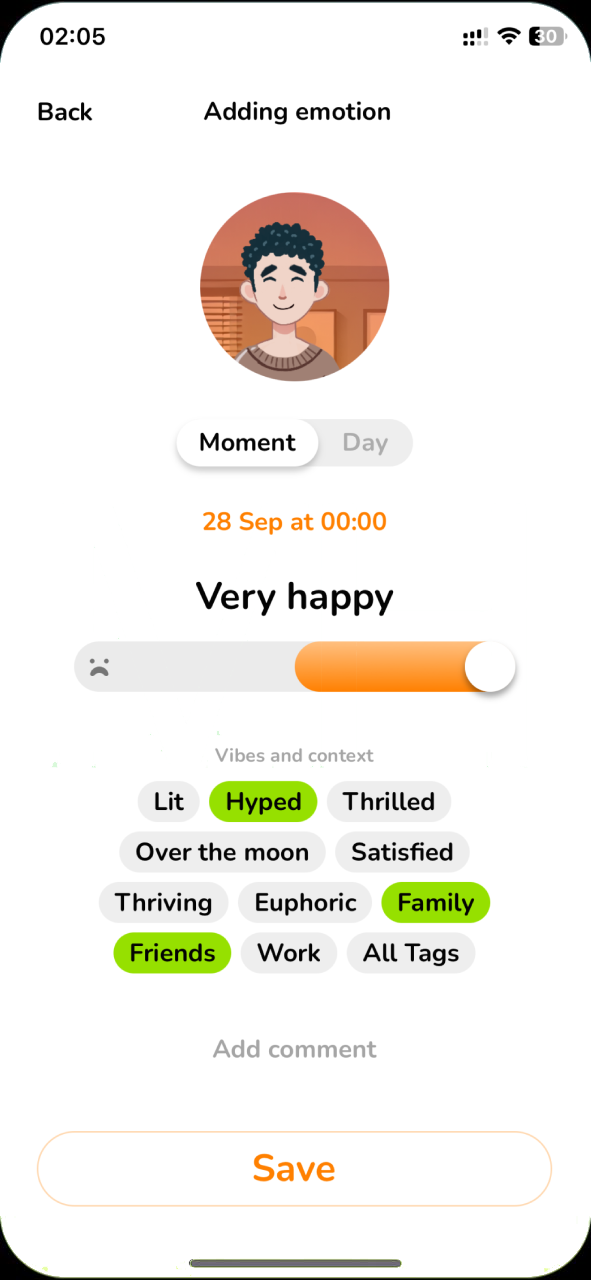 02:05 30
Back Adding emotion
Moment Day
28 Sep at 00:00
Very happy
Vibes and context
Lit Hyped Thrilled
Over the moon Satisfied
Thriving Euphoric Family
Friends Work All Tags
Add comment
Save